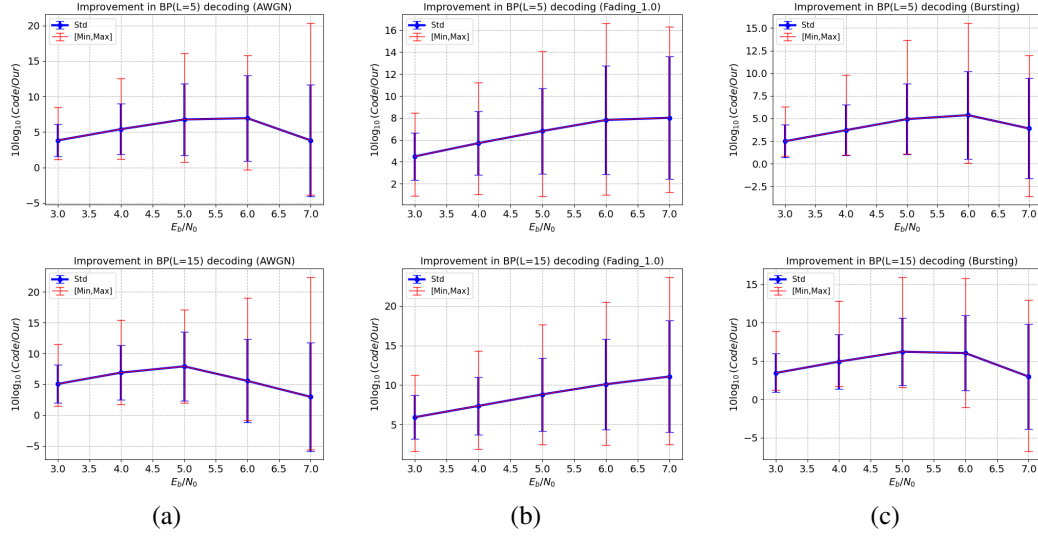 Improvement in BP(L=5) decoding (AWGN)
Std
[Min,Max]
10log10(Code/Our)
20
15
10
5
0
−5
3.0 3.5 4.0 4.5 5.0 5.5 6.0 6.5 7.0
Eb/N0
Improvement in BP(L=5) decoding (Fading_1.0)
Std
[Min,Max]
10log10(Code/Our)
16
14
12
10
8
6
4
2
3.0 3.5 4.0 4.5 5.0 5.5 6.0 6.5 7.0
Eb/N0
Improvement in BP(L=5) decoding (Bursting)
Std
[Min,Max]
10log10(Code/Our)
15.0
12.5
10.0
7.5
5.0
2.5
0.0
−2.5
3.0 3.5 4.0 4.5 5.0 5.5 6.0 6.5 7.0
Eb/N0
Improvement in BP(L=15) decoding (AWGN)
Std
[Min,Max]
10log10(Code/Our)
20
15
10
5
0
−5
3.0 3.5 4.0 4.5 5.0 5.5 6.0 6.5 7.0
Eb/N0
Improvement in BP(L=15) decoding (Fading_1.0)
Std
[Min,Max]
10log10(Code/Our)
20
15
10
5
3.0 3.5 4.0 4.5 5.0 5.5 6.0 6.5 7.0
Eb/N0
Improvement in BP(L=15) decoding (Bursting)
Std
[Min,Max]
10log10(Code/Our)
15
10
5
0
−5
3.0 3.5 4.0 4.5 5.0 5.5 6.0 6.5 7.0
Eb/N0
(a)
(b)
(c)